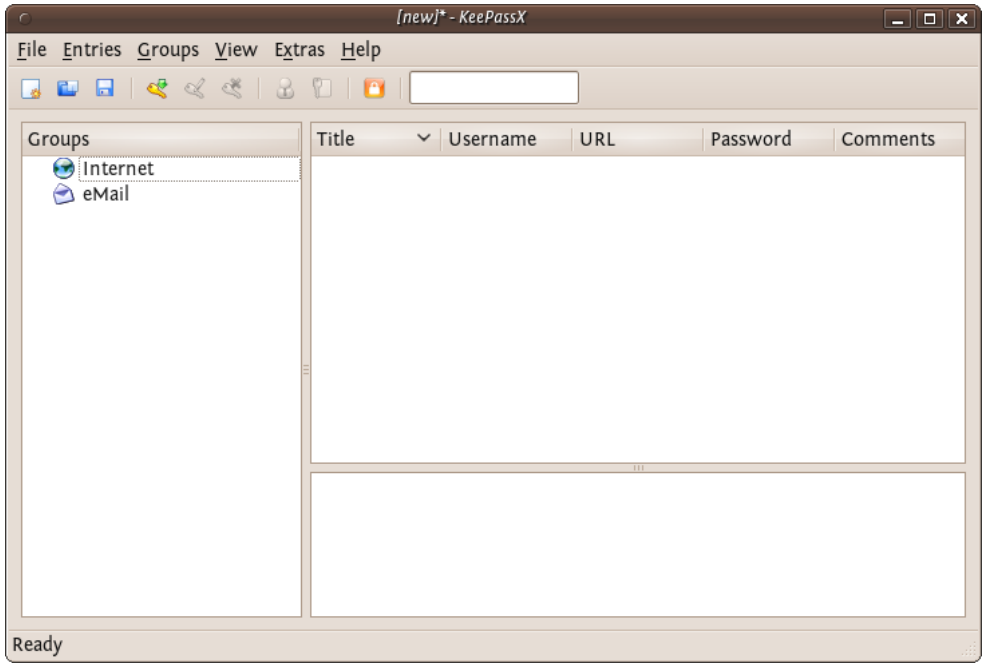 [new]* - KeePassX
File Entries Groups View Extras Help
Groups
Title Username URL Password Comments
Internet
eMail
Ready